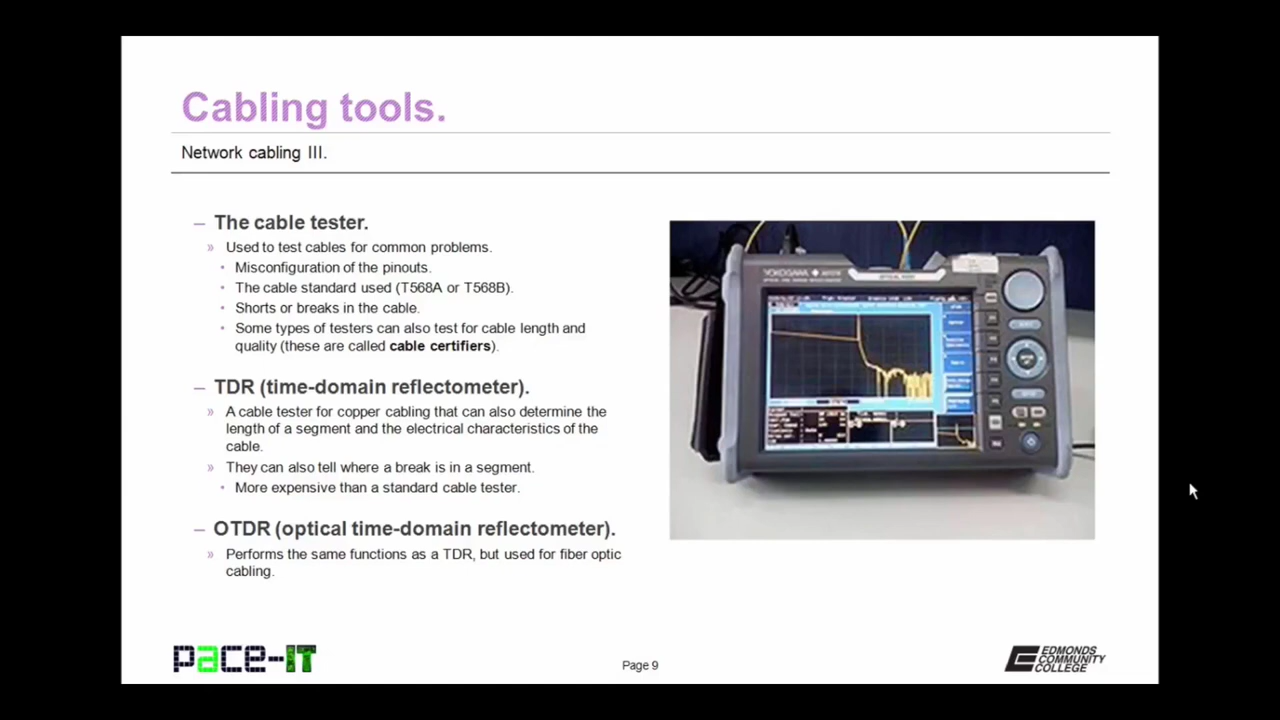 Cabling tools.
Network cabling III.
– The cable tester.
» Used to test cables for common problems.
• Misconfiguration of the pinouts.
• The cable standard used (T568A or T568B).
• Shorts or breaks in the cable.
• Some types of testers can also test for cable length and
quality (these are called cable certifiers).
– TDR (time-domain reflectometer).
» A cable tester for copper cabling that can also determine the
length of a segment and the electrical characteristics of the
cable.
» They can also tell where a break is in a segment.
• More expensive than a standard cable tester.
– OTDR (optical time-domain reflectometer).
» Performs the same functions as a TDR, but used for fiber optic
cabling.
YOKOGAWA
pace-IT
Page 9
EDMONDS
COMMUNITY
COLLEGE